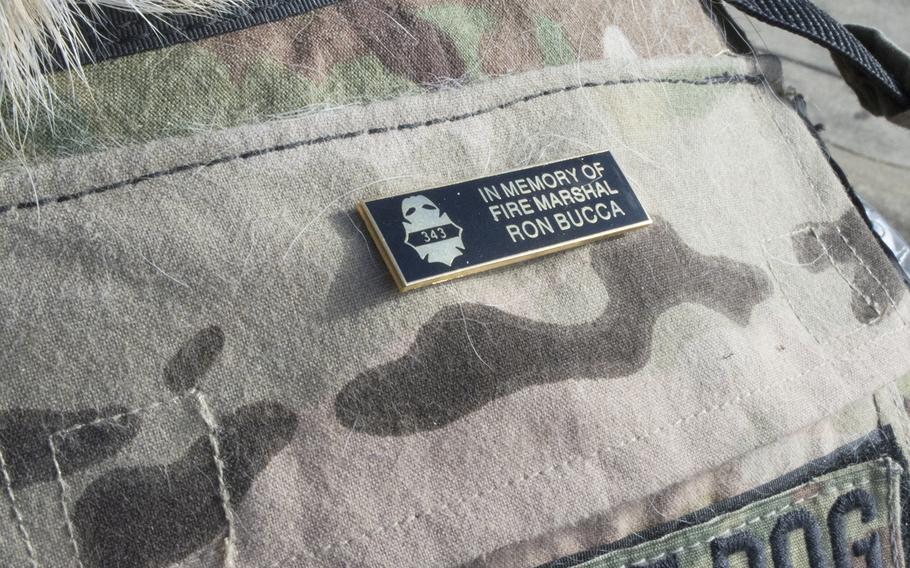 343
IN MEMORY OF
FIRE MARSHAL
RON BUCCA
DOG